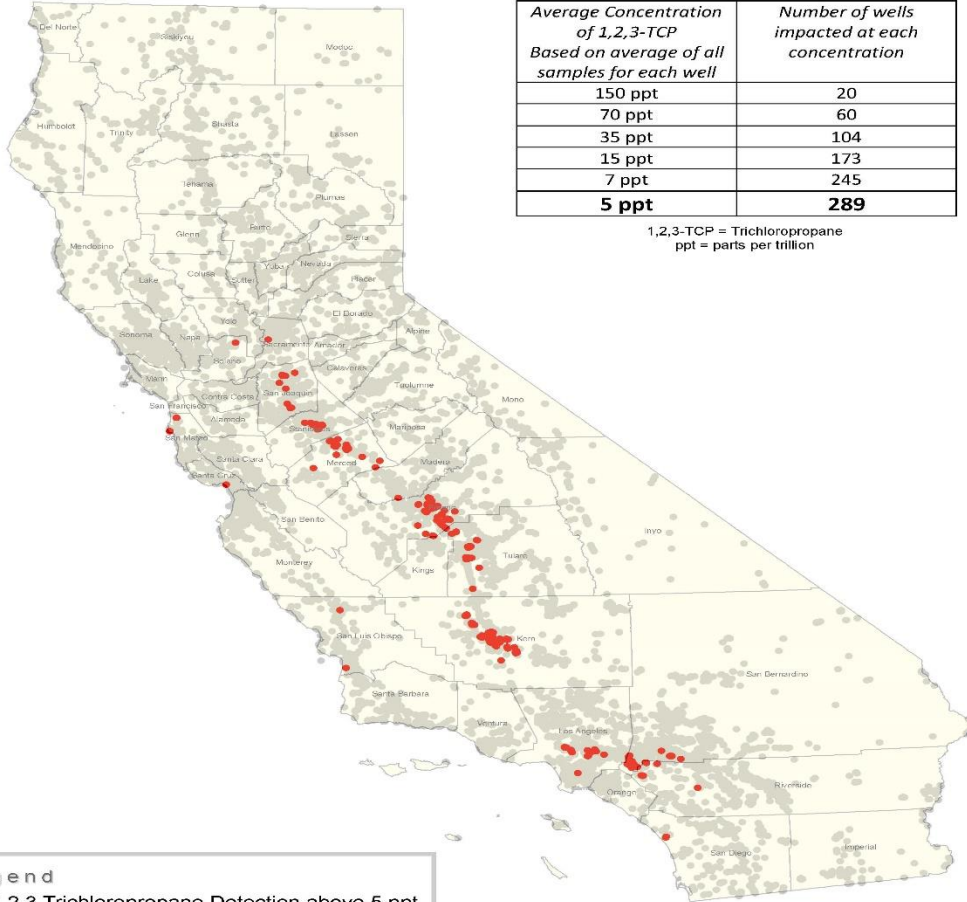 Average Concentration
of 1,2,3-TCP
Based on average of all
samples for each well
Number of wells
impacted at each
concentration
150 ppt 20
70 ppt 60
35 ppt 104
15 ppt 173
7 ppt 245
5 ppt 289
1,2,3-TCP = Trichloropropane
ppt = parts per trillion
Del Norte
Siskiyou
Modoc
Humboldt
Trinity
Shasta
Lassen
Tehama
Plumas
Mendocino
Glenn
Butte
Sierra
Lake
Colusa
Sutter
Yuba
Nevada
Placer
Sonoma
Napa
Yolo
El Dorado
Solano
Sacramento
Amador
Alpine
Marin
Contra Costa
San Joaquin
Calaveras
Tuolumne
Mono
San Francisco
Alameda
San Mateo
Stanislaus
Mariposa
Santa Clara
Santa Cruz
Merced
Madera
San Benito
Inyo
Monterey
Kings
Tulare
San Luis Obispo
Kern
San Bernardino
Santa Barbara
Ventura
Los Angeles
Orange
Riverside
San Diego
Imperial
gend
2,3-Trichloropropane Detection above 5 ppt